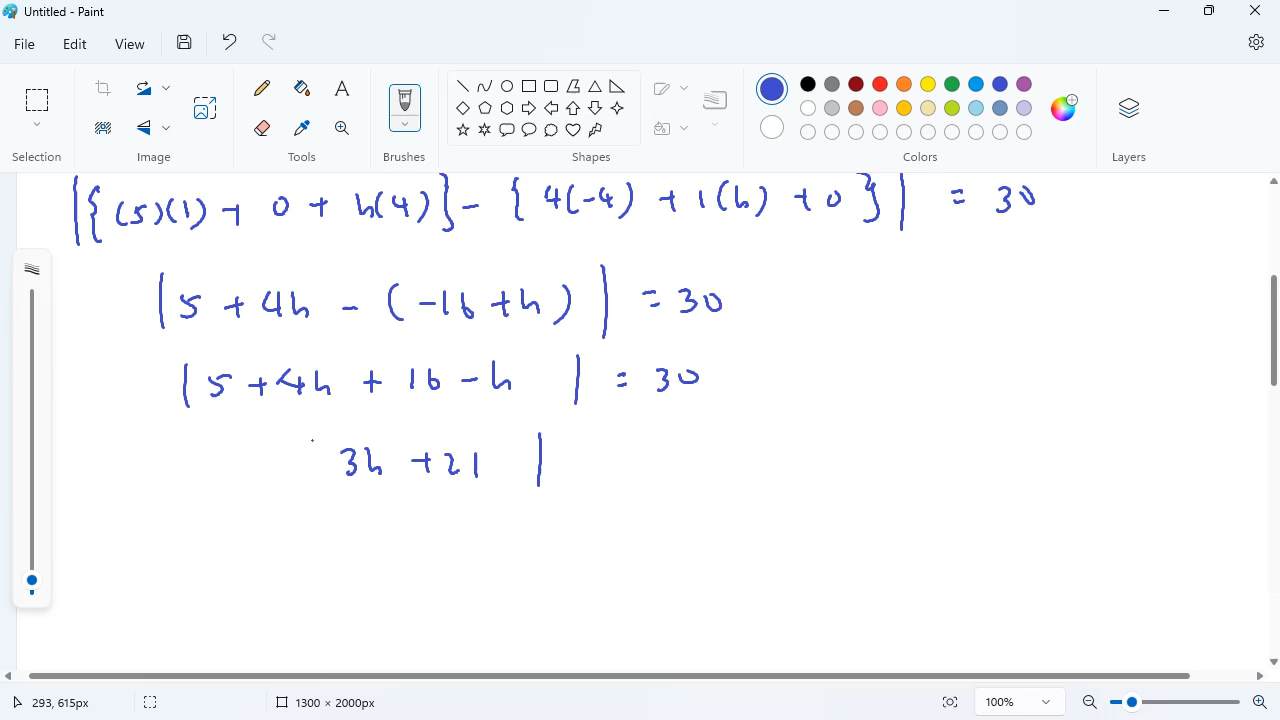 Untitled - Paint
File Edit View
Selection Image Tools Brushes Shapes Colors Layers
|{(5)(1) + 0 + h(4)} - {4(-4) + 1(h) + 0}| = 30
|5 + 4h - (-16 + h)| = 30
|5 + 4h + 16 - h| = 30
3h + 21 |
293, 615px 1300 × 2000px 100%